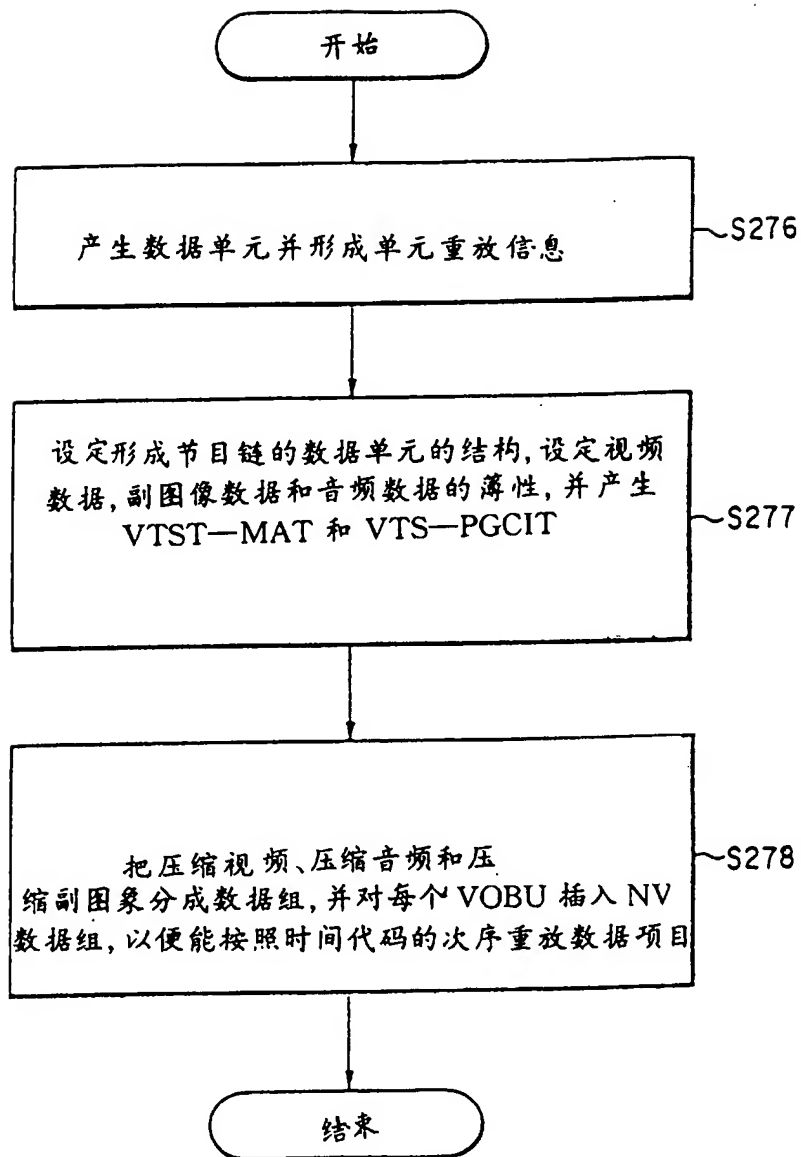 开始
产生数据单元并形成单元重放信息
~S276
设定形成节目链的数据单元的结构,设定视频
数据,副图像数据和音频数据的薄性,并产生
VTST—MAT 和 VTS—PGCIT
~S277
把压缩视频、压缩音频和压
缩副图象分成数据组,并对每个 VOBU 插入 NV
数据组,以便能按照时间代码的次序重放数据项目
~S278
结束